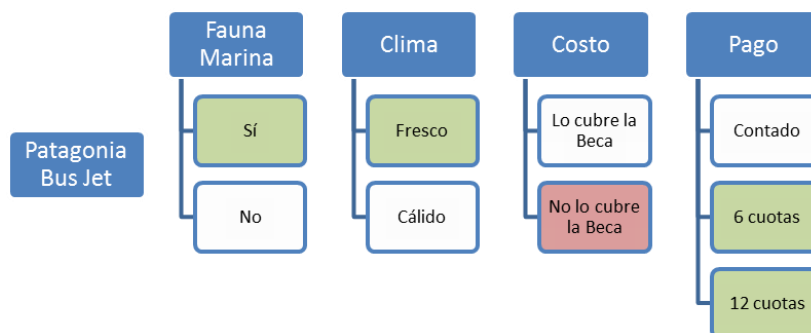 Fauna
Marina
Clima
Costo
Pago
Sí
Fresco
Lo cubre la
Beca
Contado
Patagonia
Bus Jet
No
Cálido
No lo cubre
la Beca
6 cuotas
12 cuotas